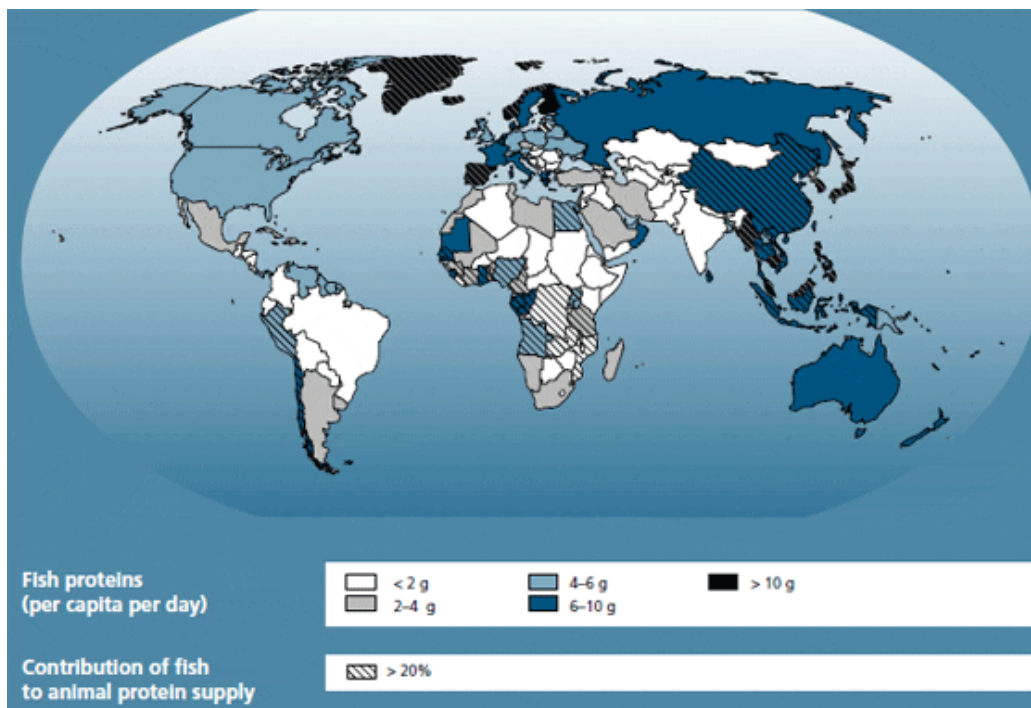 Fish proteins
(per capita per day)
< 2 g
4–6 g
> 10 g
2–4 g
6–10 g
Contribution of fish
to animal protein supply
> 20%